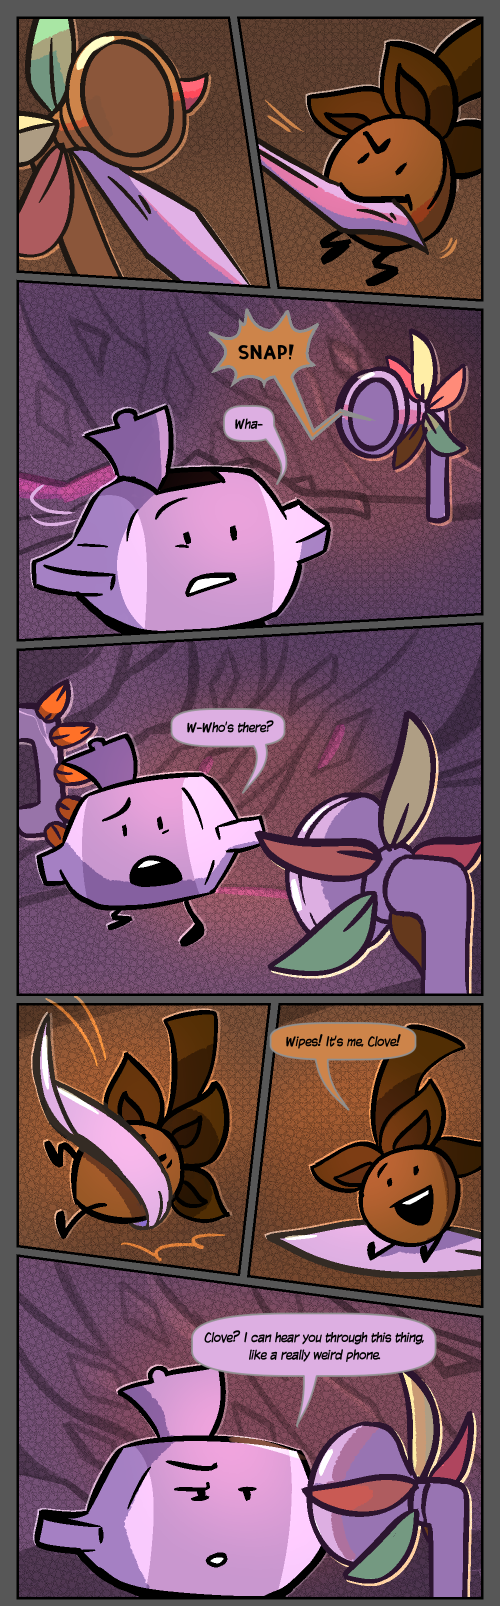 SNAP!
Wha-
W-Who's there?
Wipes! It's me, Clove!
Clove? I can hear you through this thing,
like a really weird phone.